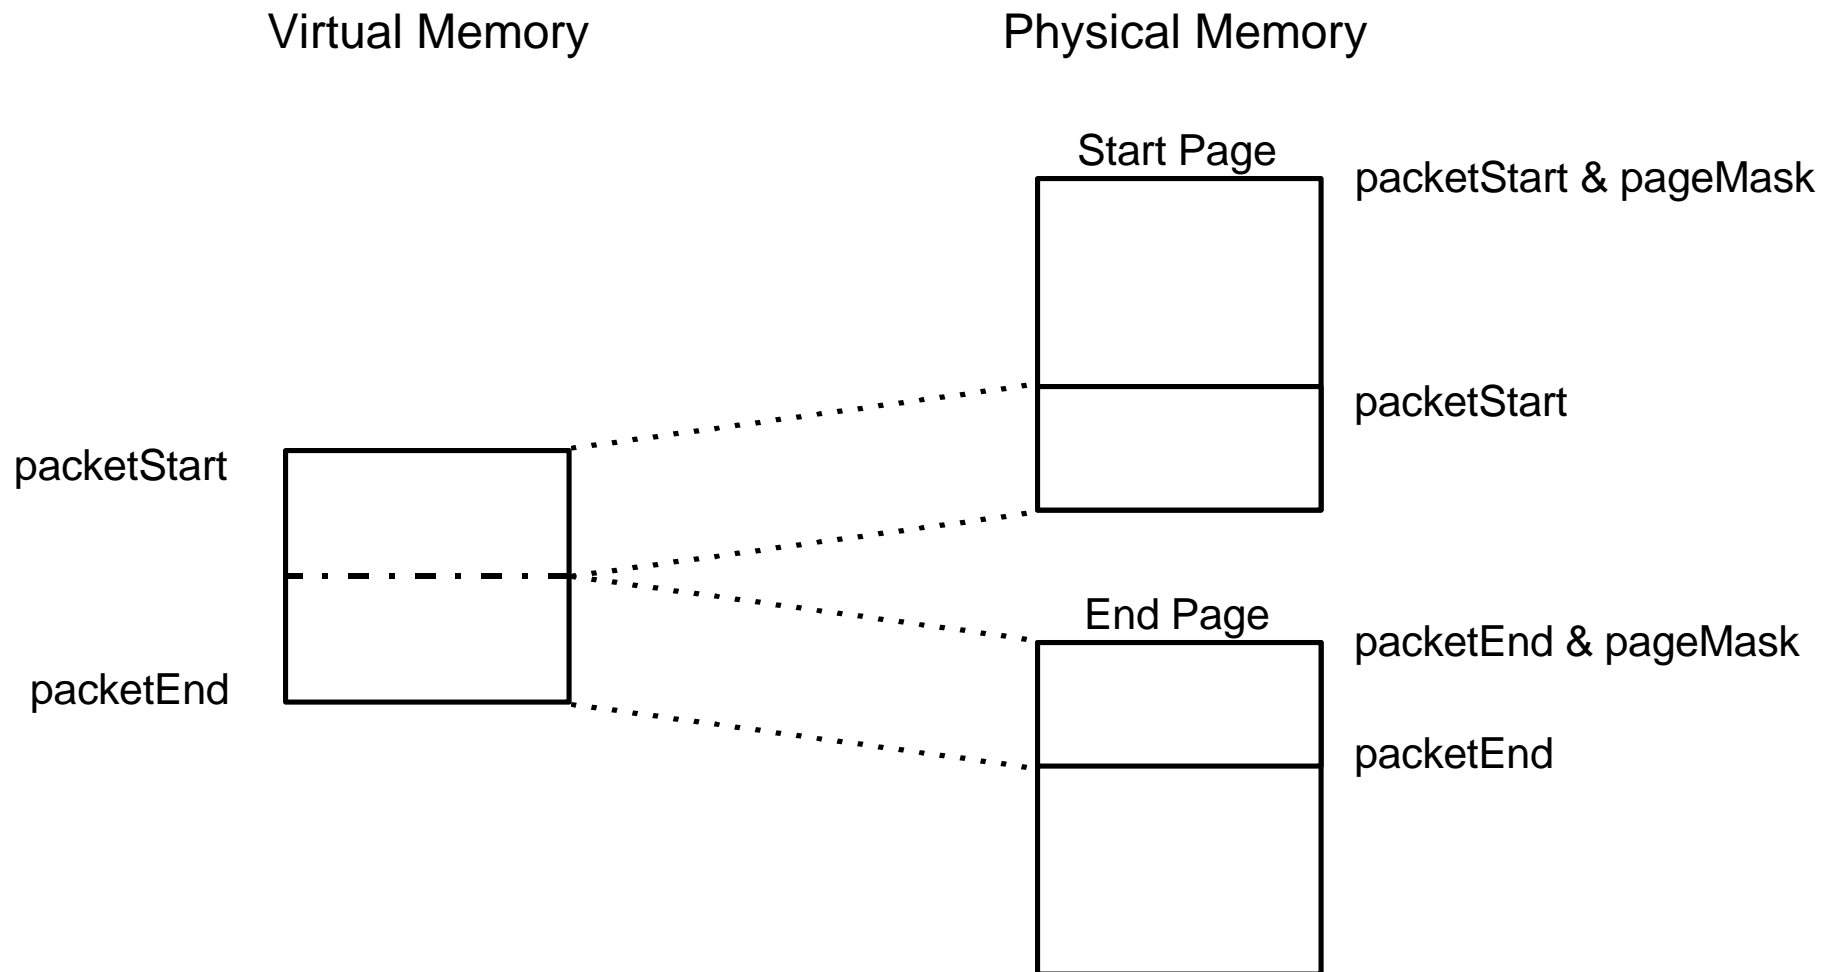 Virtual Memory
Physical Memory
Start Page
packetStart & pageMask
packetStart
packetStart
End Page
packetEnd & pageMask
packetEnd
packetEnd